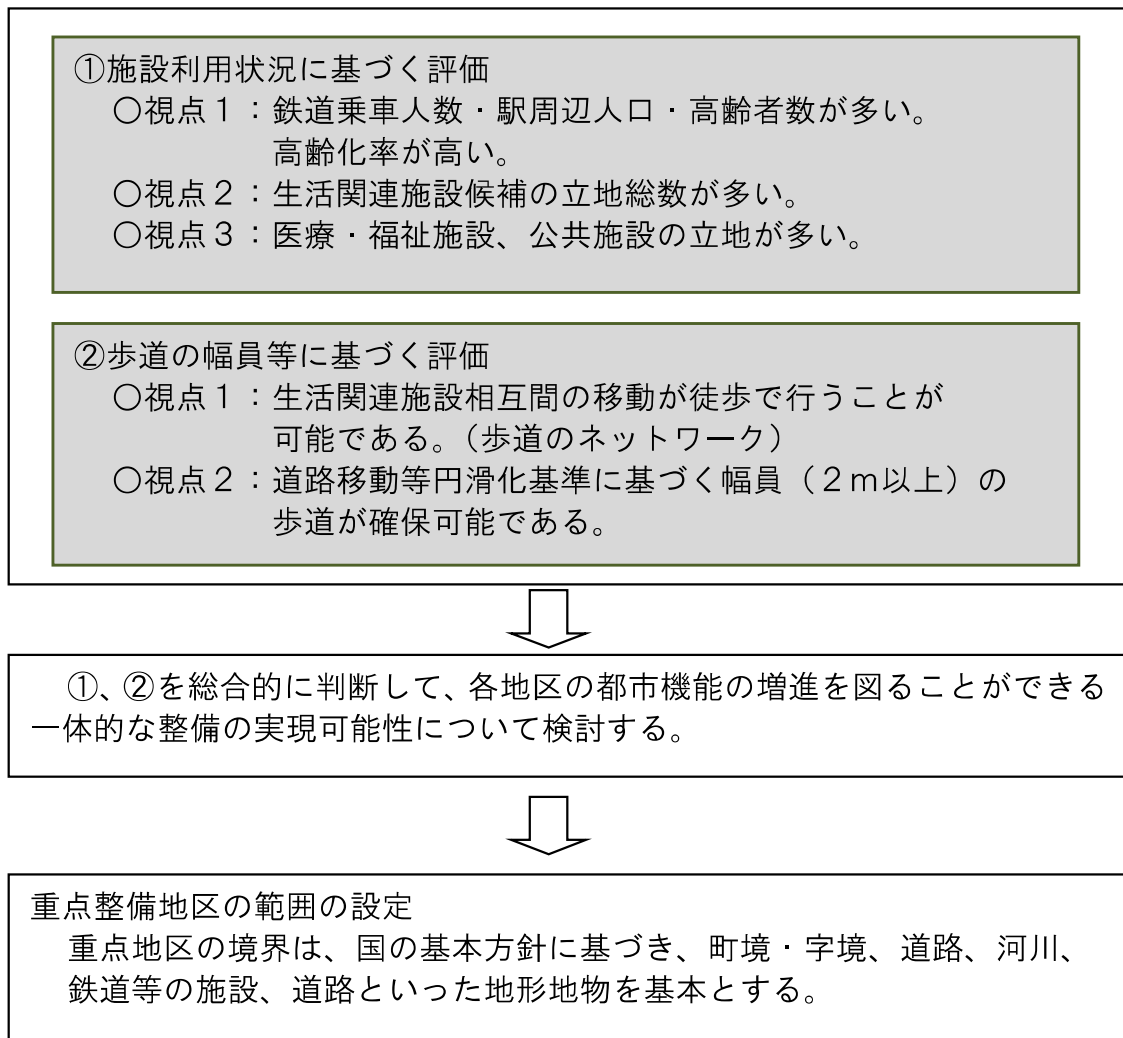 ①施設利用状況に基づく評価
○視点１：鉄道乗車人数・駅周辺人口・高齢者数が多い。
高齢化率が高い。
○視点２：生活関連施設候補の立地総数が多い。
○視点３：医療・福祉施設、公共施設の立地が多い。
②歩道の幅員等に基づく評価
○視点１：生活関連施設相互間の移動が徒歩で行うことが
可能である。（歩道のネットワーク）
○視点２：道路移動等円滑化基準に基づく幅員（２ｍ以上）の
歩道が確保可能である。
①、②を総合的に判断して、各地区の都市機能の増進を図ることができる
一体的な整備の実現可能性について検討する。
重点整備地区の範囲の設定
重点地区の境界は、国の基本方針に基づき、町境・字境、道路、河川、
鉄道等の施設、道路といった地形地物を基本とする。